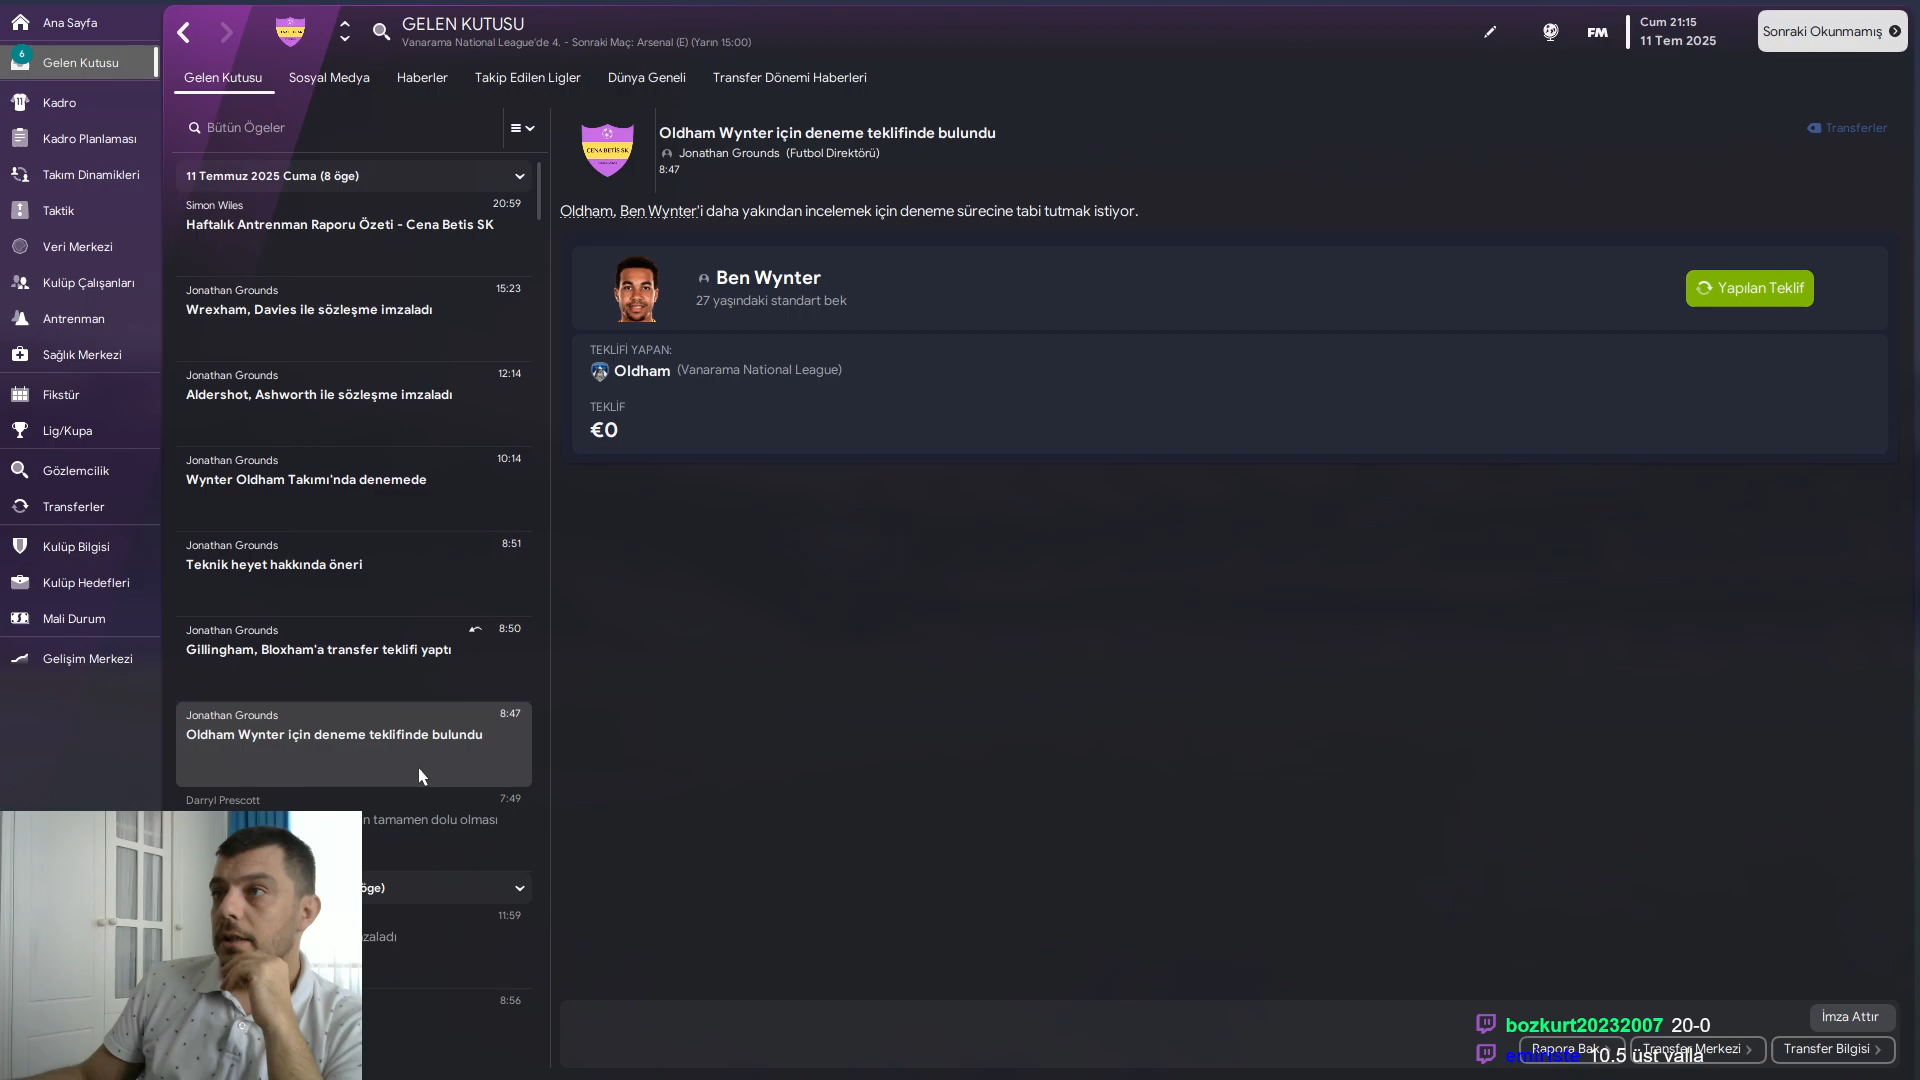 Ana Sayfa
6
Gelen Kutusu
Kadro
Kadro Planlaması
Takım Dinamikleri
Taktik
Veri Merkezi
Kulüp Çalışanları
Antrenman
Sağlık Merkezi
Fikstür
Lig/Kupa
Gözlemcilik
Transferler
Kulüp Bilgisi
Kulüp Hedefleri
Mali Durum
Gelişim Merkezi
GELEN KUTUSU
Vanarama National League'de 4. - Sonraki Maç: Arsenal (E) (Yarın 15:00)
FM
Cum 21:15
11 Tem 2025
Sonraki Okunmamış
Gelen Kutusu
Sosyal Medya
Haberler
Takip Edilen Ligler
Dünya Geneli
Transfer Dönemi Haberleri
Bütün Ögeler
11 Temmuz 2025 Cuma (8 öge)
Simon Wiles
20:59
Haftalık Antrenman Raporu Özeti - Cena Betis SK
Jonathan Grounds
15:23
Wrexham, Davies ile sözleşme imzaladı
Jonathan Grounds
12:14
Aldershot, Ashworth ile sözleşme imzaladı
Jonathan Grounds
10:14
Wynter Oldham Takımı'nda denemede
Jonathan Grounds
8:51
Teknik heyet hakkında öneri
Jonathan Grounds
8:50
Gillingham, Bloxham'a transfer teklifi yaptı
Jonathan Grounds
8:47
Oldham Wynter için deneme teklifinde bulundu
Darryl Prescott
7:49
n tamamen dolu olması
öge)
11:59
zaladı
8:56
CENA BETİS SK
Oldham Wynter için deneme teklifinde bulundu
Jonathan Grounds (Futbol Direktörü)
8:47
Transferler
Oldham, Ben Wynter'i daha yakından incelemek için deneme sürecine tabi tutmak istiyor.
Ben Wynter
27 yaşındaki standart bek
Yapılan Teklif
TEKLİFİ YAPAN:
Oldham (Vanarama National League)
TEKLİF
€0
İmza Attır
bozkurt20232007 20-0
Rapora Bak
Transfer Merkezi
Transfer Bilgisi
emiriste 10.5 üst valla